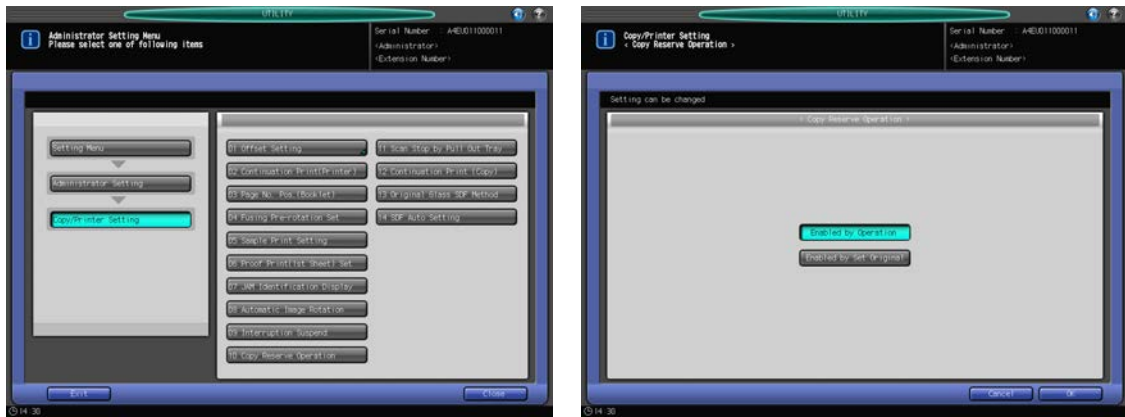 UTILITY
Administrator Setting Menu
Please select one of following items
Serial Number : A4EU011000011
<Administrator>
<Extension Number>
Setting Menu
Administrator Setting
Copy/Printer Setting
01 Offset Setting
02 Continuation Print(Printer)
03 Page No. Pos.(Booklet)
04 Fusing Pre-rotation Set
05 Sample Print Setting
06 Proof Print(1st Sheet) Set
07 JAM Identification Display
08 Automatic Image Rotation
09 Interruption Suspend
10 Copy Reserve Operation
11 Scan Stop by Pull Out Tray
12 Continuation Print (Copy)
13 Original Glass SDF Method
14 SDF Auto Setting
Exit
Close
14:30
UTILITY
Copy/Printer Setting
< Copy Reserve Operation >
Serial Number : A4EU011000011
<Administrator>
<Extension Number>
Setting can be changed
< Copy Reserve Operation >
Enabled by Operation
Enabled by Set Original
Cancel
OK
14:30